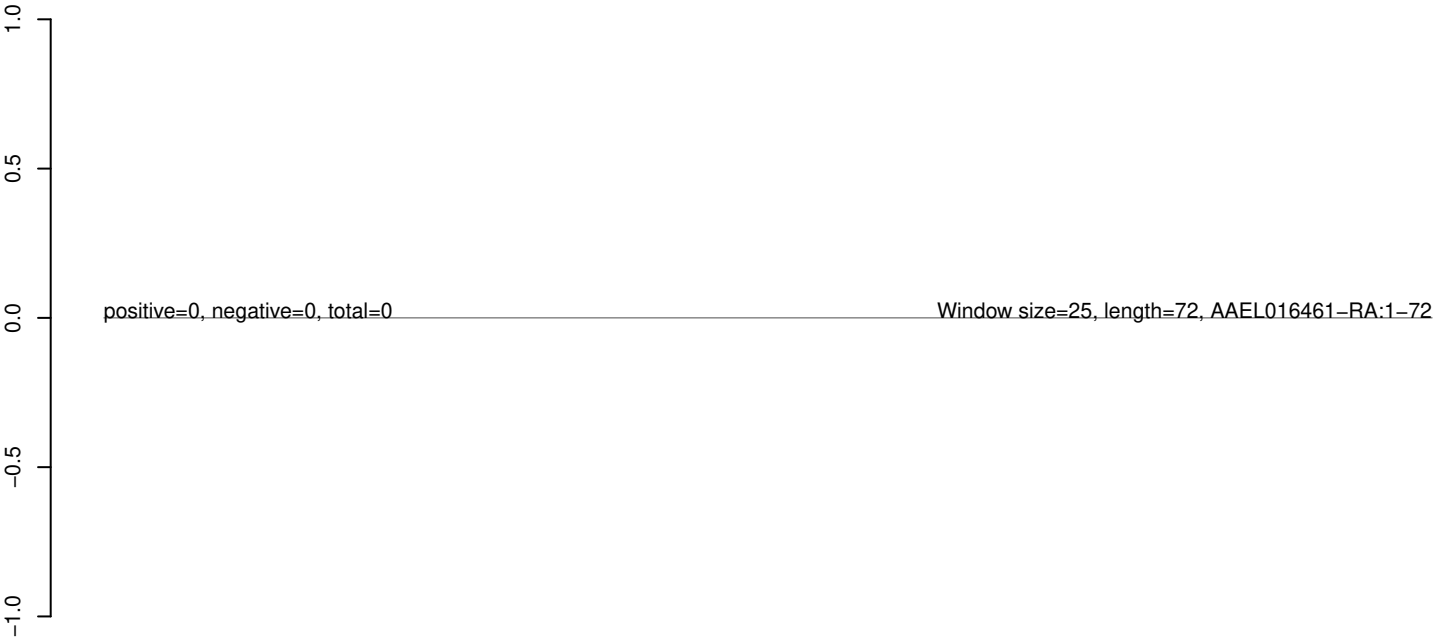 1.0
0.5
0.0
−0.5
−1.0
positive=0, negative=0, total=0
Window size=25, length=72, AAEL016461−RA:1−72